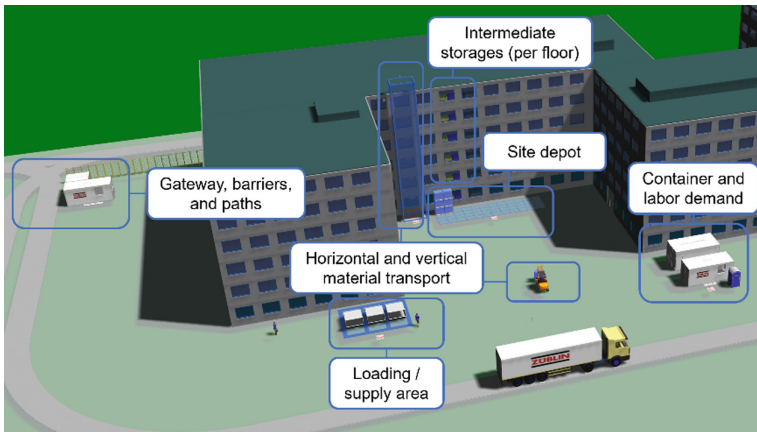 Intermediate
storages (per floor)
Site depot
Gateway, barriers,
and paths
Container and
labor demand
Horizontal and vertical
material transport
Loading /
supply area
ZÜBLIN